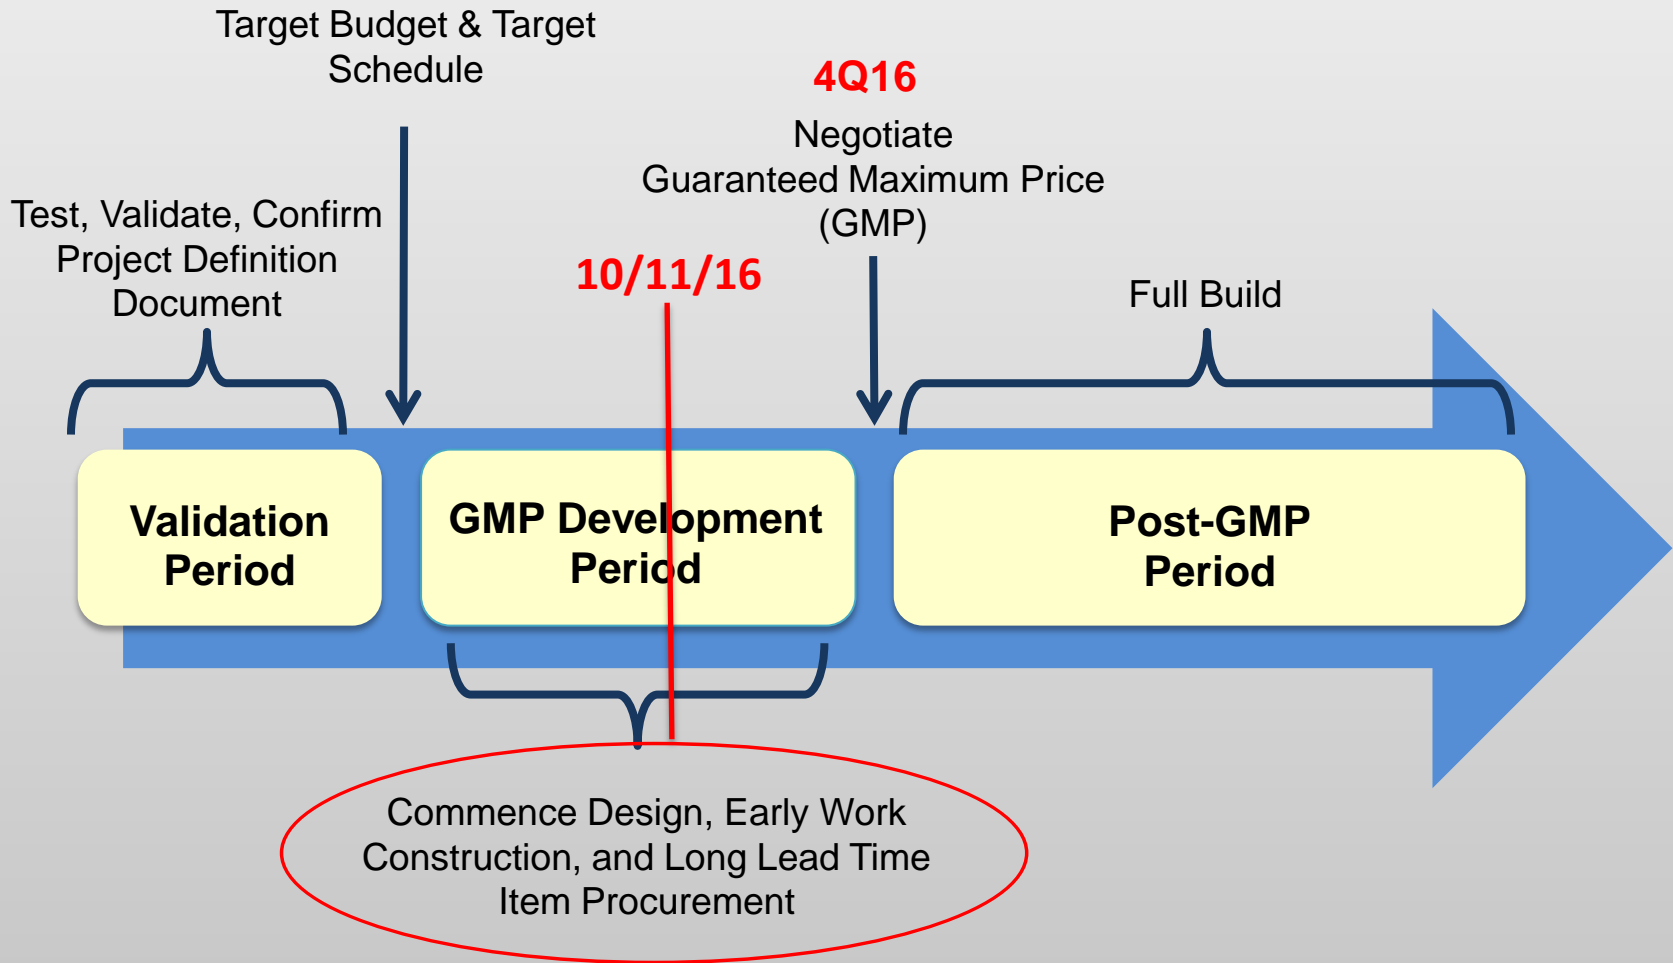 Target Budget & Target
Schedule
4Q16
Negotiate
Guaranteed Maximum Price
(GMP)
Test, Validate, Confirm
Project Definition
Document
10/11/16
Full Build
Validation
Period
GMP Development
Period
Post-GMP
Period
Commence Design, Early Work
Construction, and Long Lead Time
Item Procurement